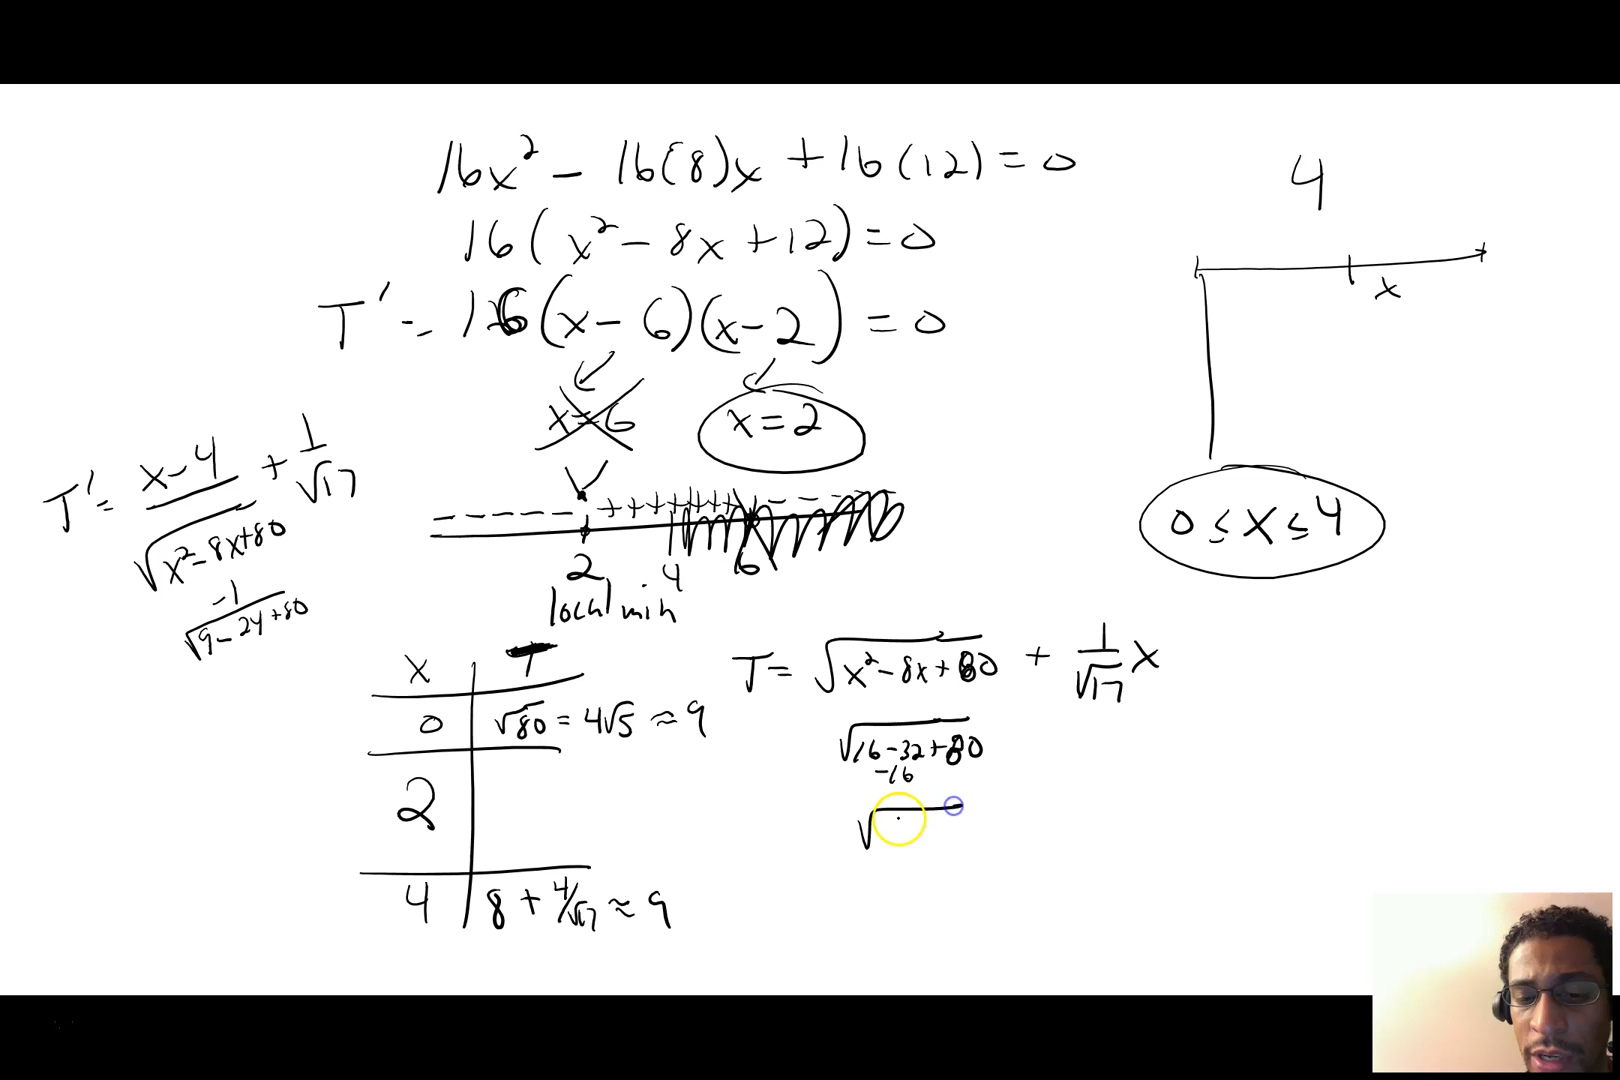 16x² - 16(8)x + 16(12) = 0
16(x² - 8x + 12) = 0
T' = 16(x - 6)(x - 2) = 0
x = 6
x = 2
T' = x-4/√x²-8x+80 + 1/√17
-1/√9-24+80
- - - - - - + + + + + + + - - - -
2 4 6
local min
4
x
0 ≤ x ≤ 4
x T
0 √80 = 4√5 ≈ 9
2
4 8 + 4/√17 ≈ 9
T = √x² - 8x + 80 + 1/√17 x
√16 - 32 + 80
-16
√